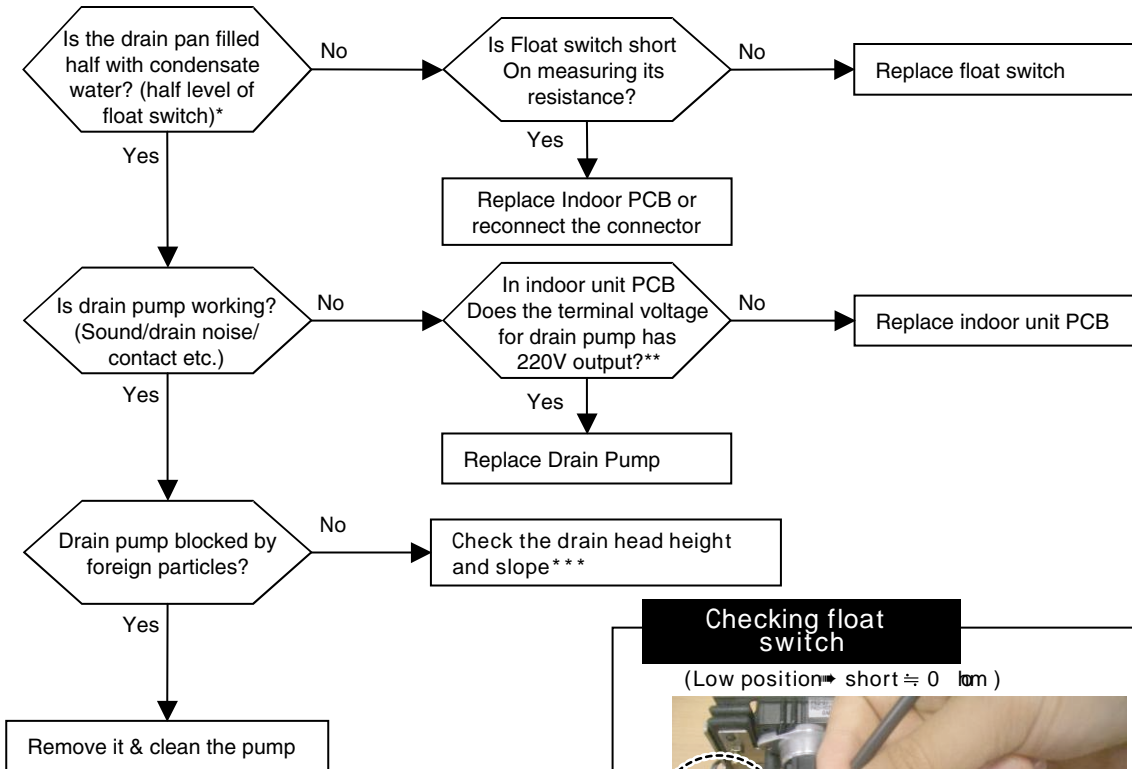 Is the drain pan filled
half with condensate
water? (half level of
float switch)*
No
Is Float switch short
On measuring its
resistance?
No
Replace float switch
Yes
Yes
Replace Indoor PCB or
reconnect the connector
Is drain pump working?
(Sound/drain noise/
contact etc.)
No
In indoor unit PCB
Does the terminal voltage
for drain pump has
220V output?**
No
Replace indoor unit PCB
Yes
Yes
Replace Drain Pump
Drain pump blocked by
foreign particles?
No
Check the drain head height
and slope***
Yes
Remove it & clean the pump
Checking float
switch
(Low position➠ short ≒ 0 )